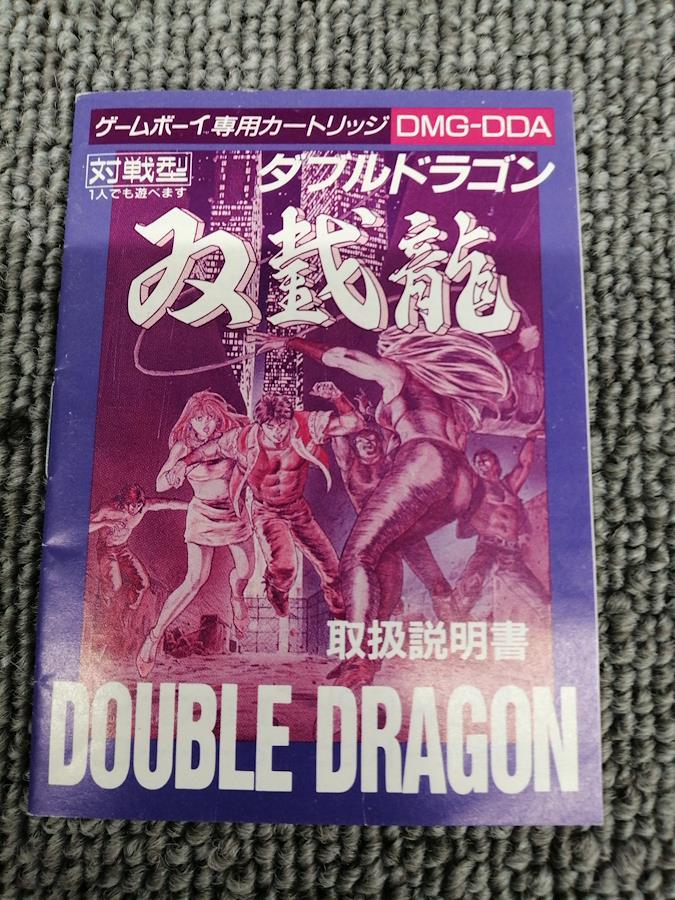 ゲームボーイ専用カートリッジ DMG-DDA
対戦型
1人でも遊べます
ダブルドラゴン
双截龍
取扱説明書
DOUBLE DRAGON